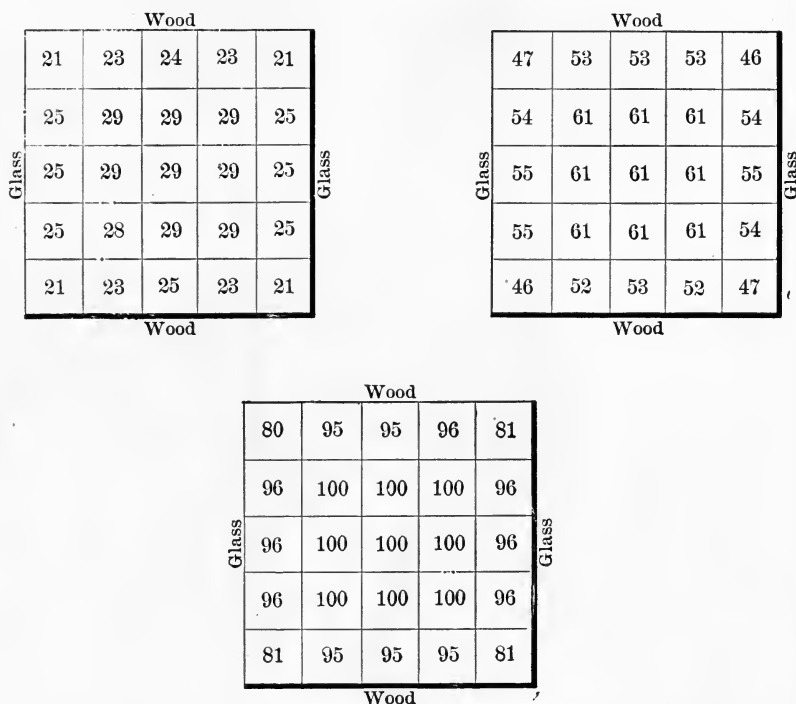 Wood
21 23 24 23 21
25 29 29 29 25
Glass 25 29 29 29 25 Glass
25 28 29 29 25
21 23 25 23 21
Wood
Wood
47 53 53 53 46
54 61 61 61 54
Glass 55 61 61 61 55 Glass
55 61 61 61 54
46 52 53 52 47
Wood
Wood
80 95 95 96 81
96 100 100 100 96
Glass 96 100 100 100 96 Glass
96 100 100 100 96
81 95 95 95 81
Wood